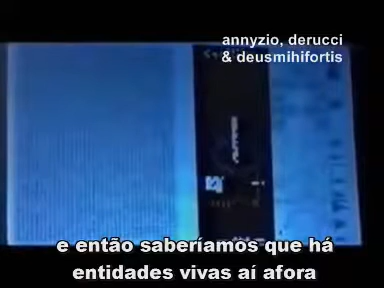 annyzio, derucci
& deusmihifortis
e então saberíamos que há
entidades vivas aí afora